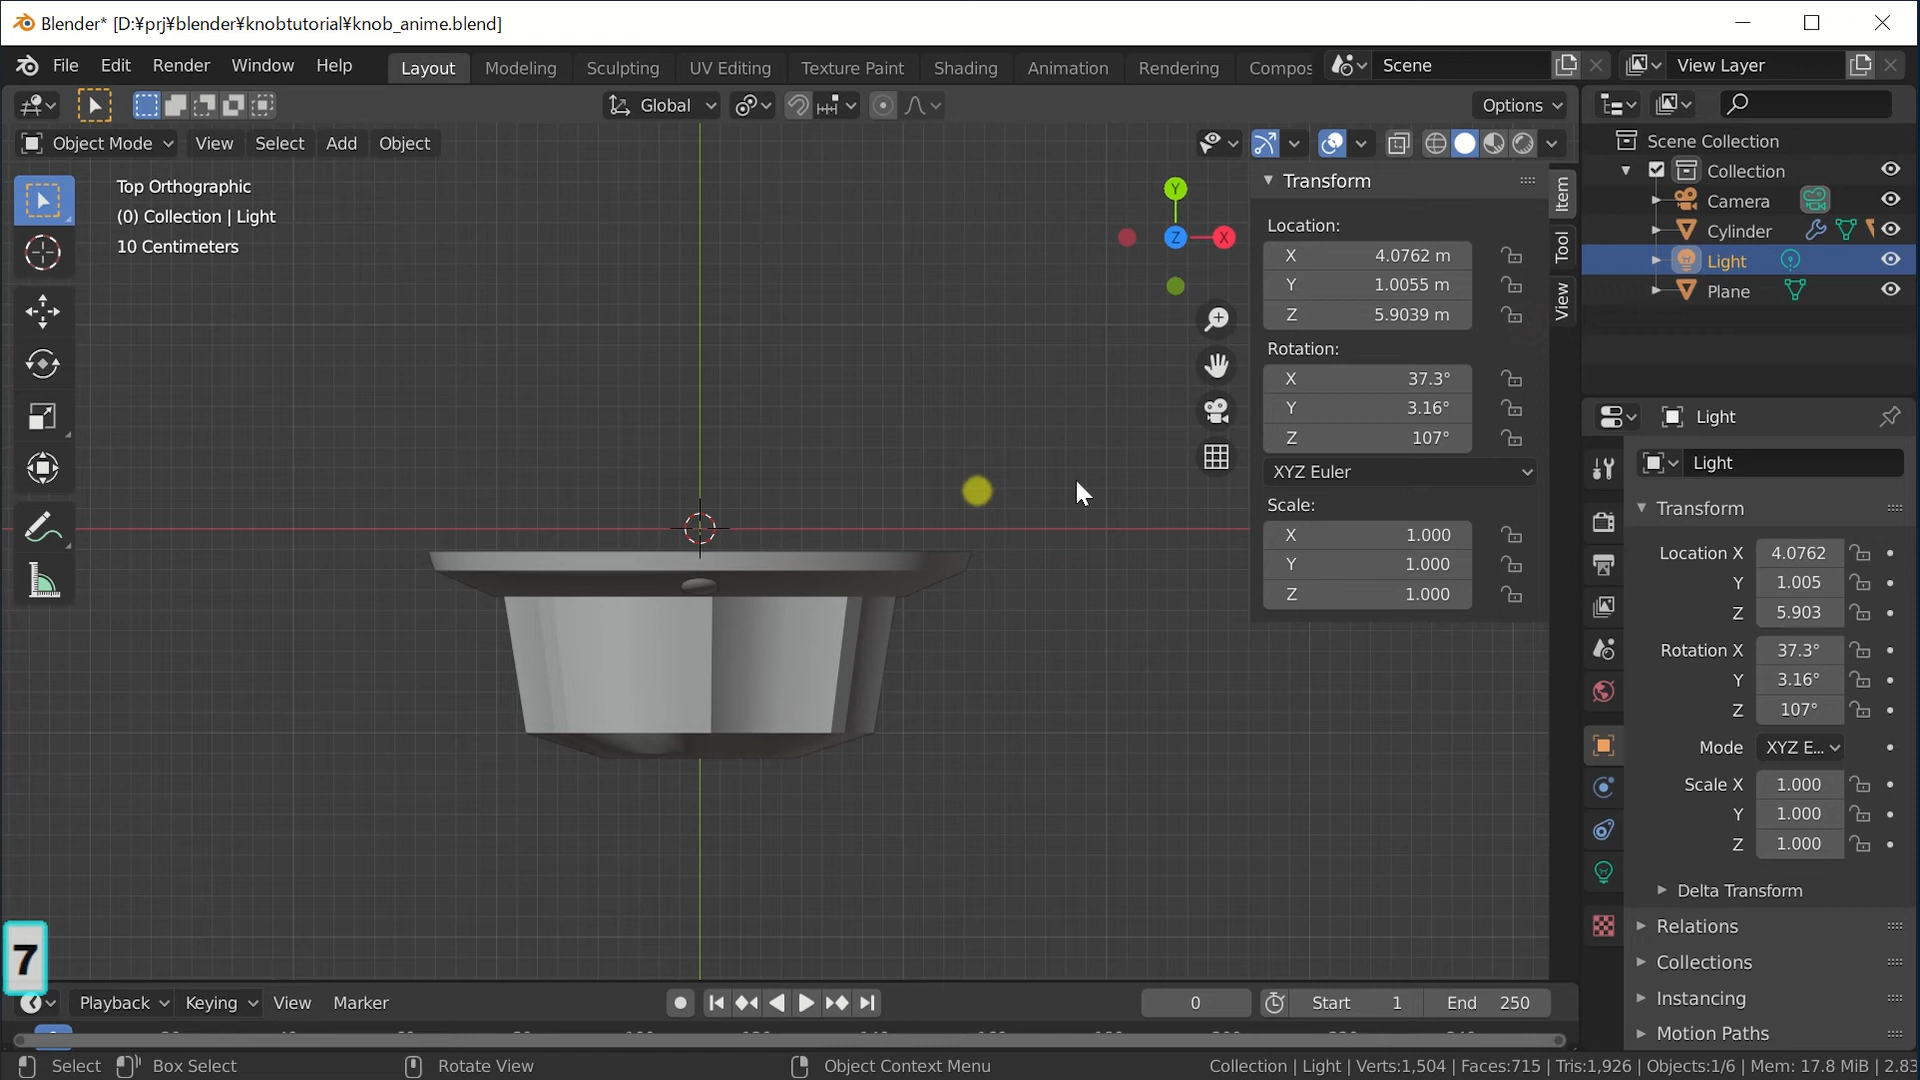 Blender* [D:¥prj¥blender¥knobtutorial¥knob_anime.blend]
File Edit Render Window Help Layout Modeling Sculpting UV Editing Texture Paint Shading Animation Rendering Compos Scene View Layer
Global Options
Object Mode View Select Add Object
Top Orthographic
(0) Collection | Light
10 Centimeters
Y
Z X
Transform
Location:
X 4.0762 m
Y 1.0055 m
Z 5.9039 m
Rotation:
X 37.3°
Y 3.16°
Z 107°
XYZ Euler
Scale:
X 1.000
Y 1.000
Z 1.000
Item
Tool
View
Scene Collection
Collection
Camera
Cylinder
Light
Plane
Light
Light
Transform
Location X 4.0762
Y 1.005
Z 5.903
Rotation X 37.3°
Y 3.16°
Z 107°
Mode XYZ E...
Scale X 1.000
Y 1.000
Z 1.000
Delta Transform
Relations
Collections
Instancing
Motion Paths
7
Playback Keying View Marker 0 Start 1 End 250
Select Box Select Rotate View Object Context Menu Collection | Light | Verts:1,504 | Faces:715 | Tris:1,926 | Objects:1/6 | Mem: 17.8 MiB | 2.83